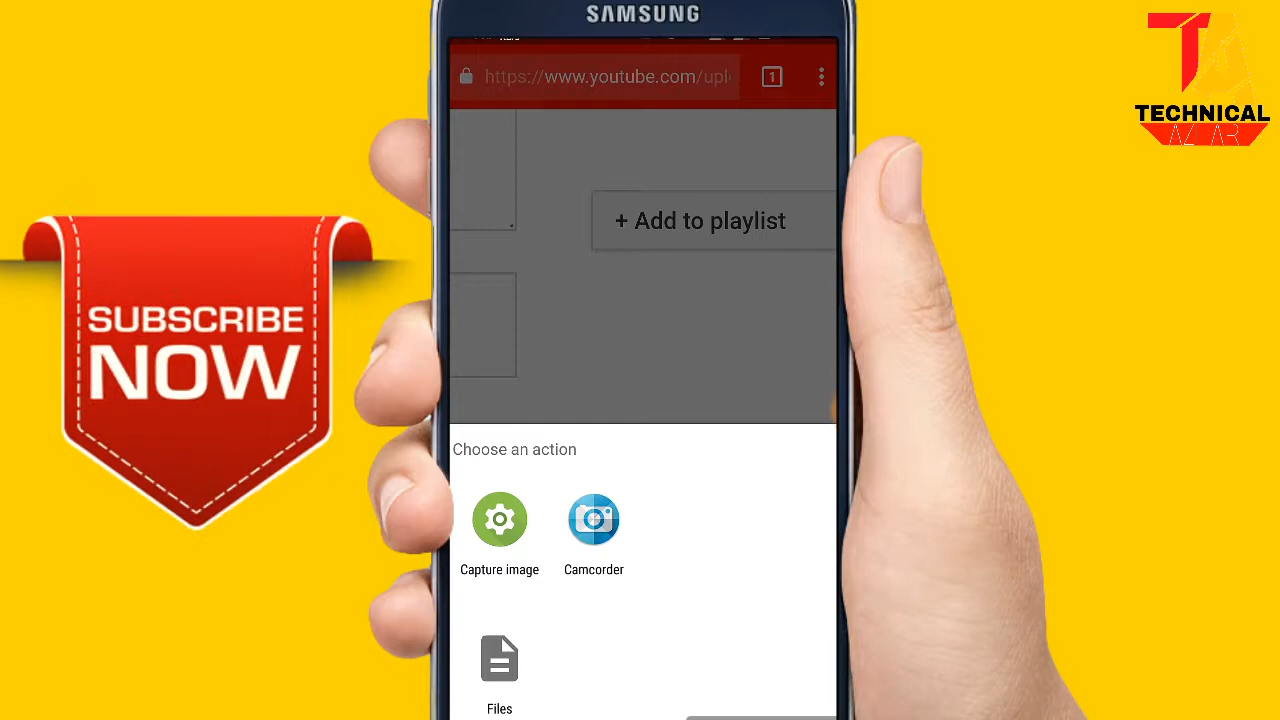 SAMSUNG
https://www.youtube.com/upl
1
TECHNICAL
AZHAR
+ Add to playlist
SUBSCRIBE
NOW
Choose an action
Capture image
Camcorder
Files